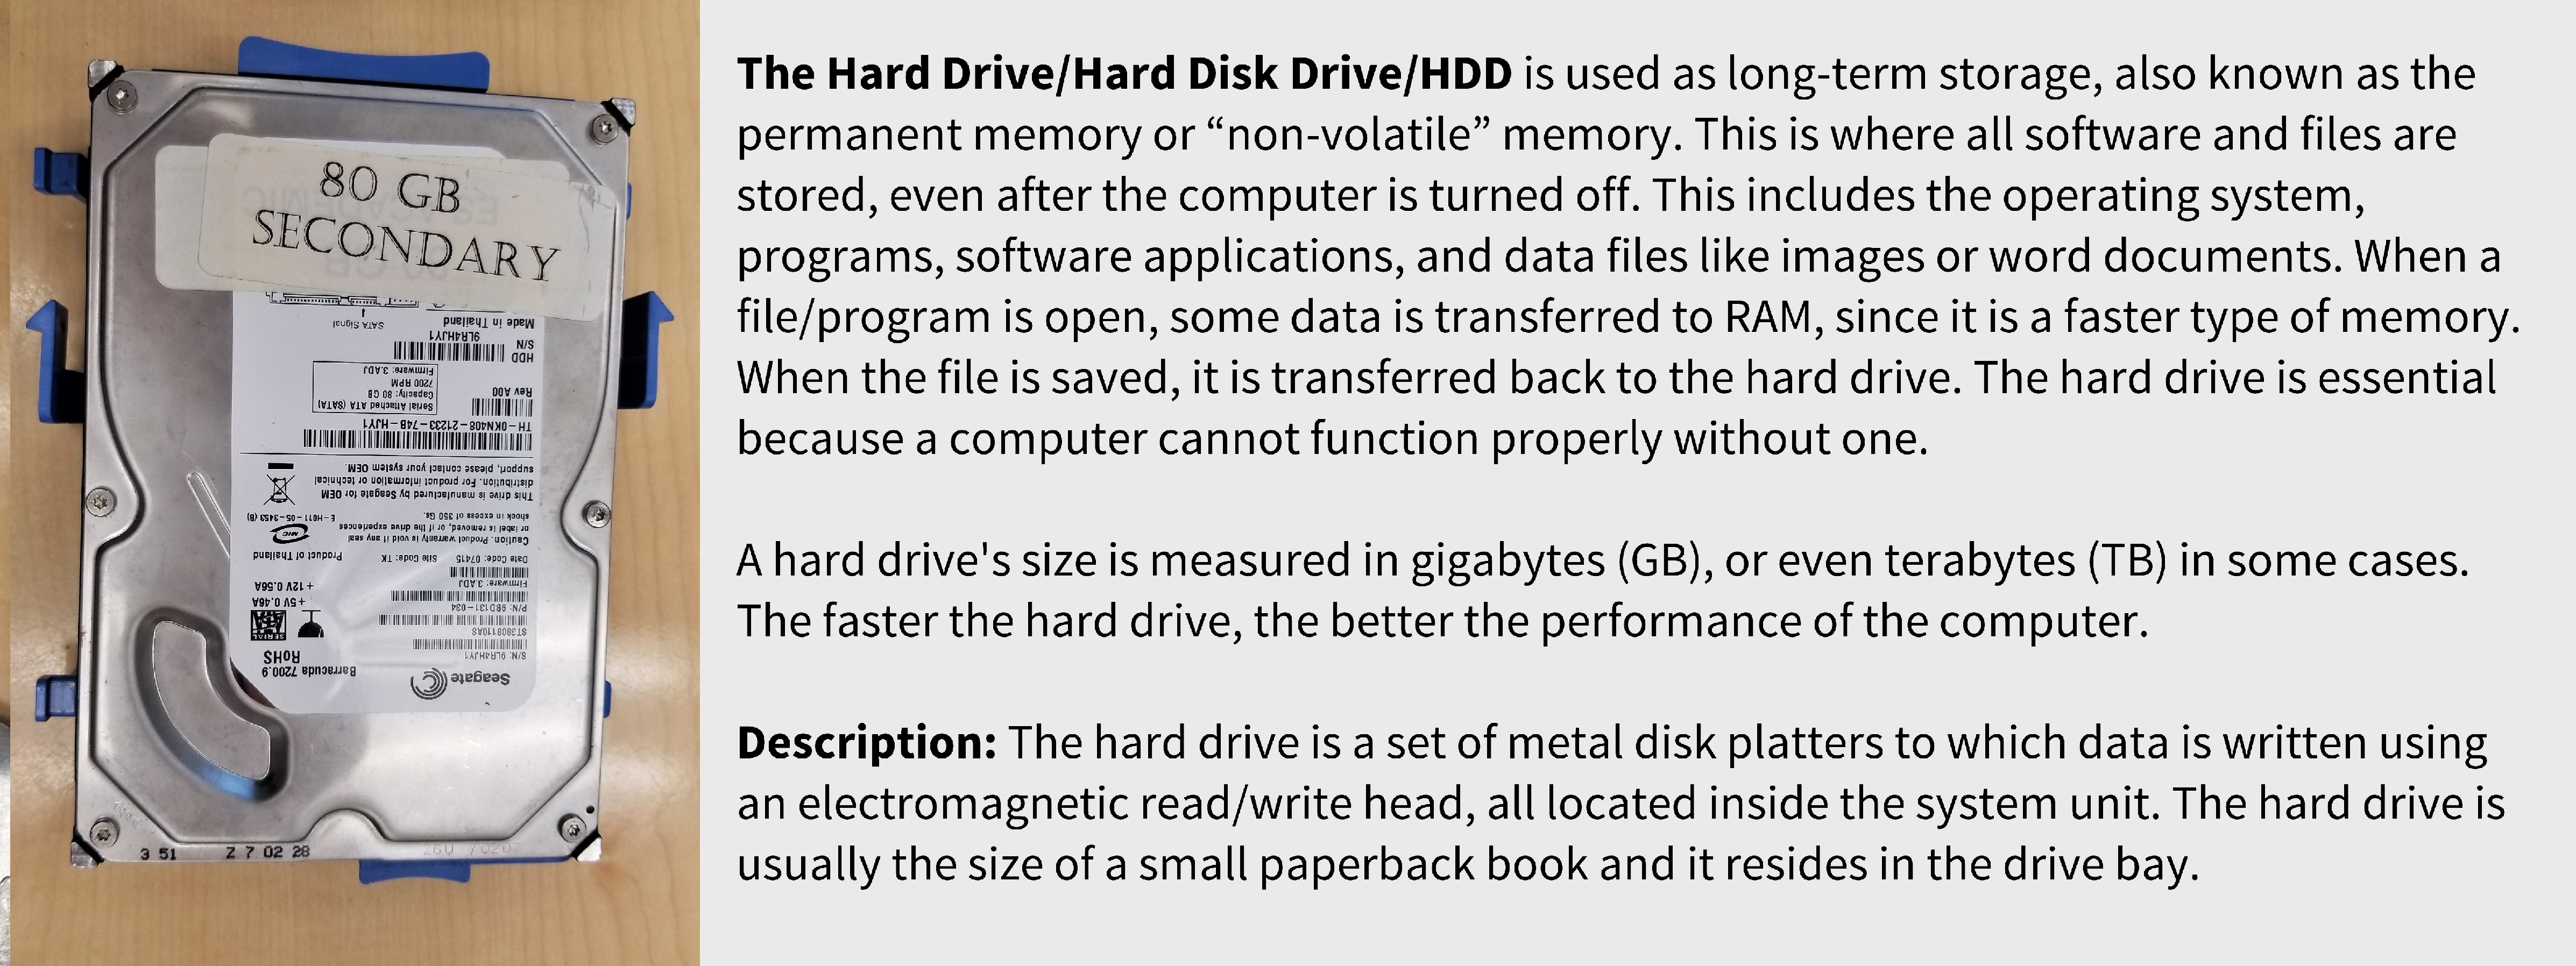 80 GB
SECONDARY
SATA Signal
Made in Thailand
9LR4HJY1
S/N
HDD
Serial Attached ATA (SATA)
Capacity: 80 GB
7200 RPM
Firmware: 3.ADJ
Rev A00
TH-0KN408-21233-74B-HJY1
This drive is manufactured by Seagate for OEM
distribution. For product information or technical
support, please contact your system OEM.
E-H011-05-3453 (B)
Caution. Product warranty is void if any seal
or label is removed, or if the drive experiences
shock in excess of 350 Gs.
Product of Thailand
Date Code: 07415 Site Code: TK
Firmware: 3.ADJ
+12V 0.56A
+5V 0.46A
P/N: 9BD131-034
ST3808110AS
SERIAL
ATA
S/N: 9LR4HJY1
RoHS
Barracuda 7200.9
Seagate
3 51 Z 7 02 28
The Hard Drive/Hard Disk Drive/HDD is used as long-term storage, also known as the
permanent memory or “non-volatile” memory. This is where all software and files are
stored, even after the computer is turned off. This includes the operating system,
programs, software applications, and data files like images or word documents. When a
file/program is open, some data is transferred to RAM, since it is a faster type of memory.
When the file is saved, it is transferred back to the hard drive. The hard drive is essential
because a computer cannot function properly without one.
A hard drive's size is measured in gigabytes (GB), or even terabytes (TB) in some cases.
The faster the hard drive, the better the performance of the computer.
Description: The hard drive is a set of metal disk platters to which data is written using
an electromagnetic read/write head, all located inside the system unit. The hard drive is
usually the size of a small paperback book and it resides in the drive bay.